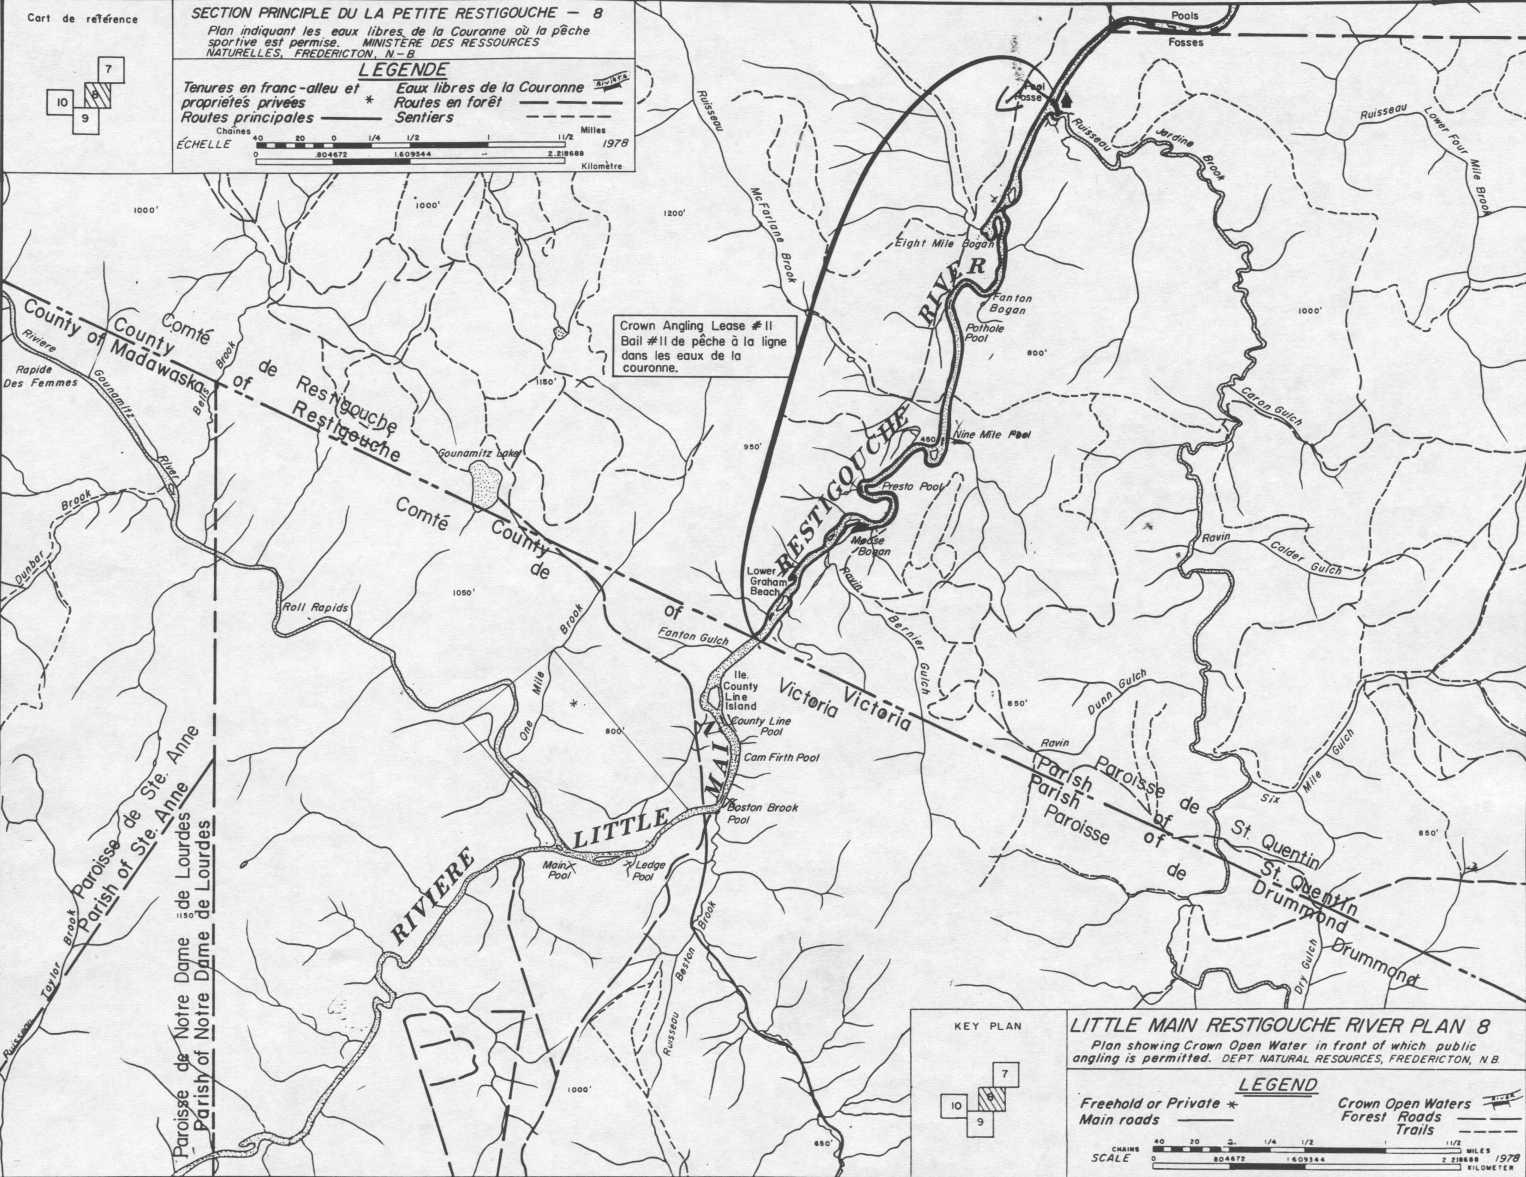 Cart de référence
7
10
8
9
SECTION PRINCIPLE DU LA PETITE RESTIGOUCHE — 8
Plan indiquant les eaux libres de la Couronne où la pêche
sportive est permise. MINISTÈRE DES RESSOURCES
NATURELLES, FREDERICTON, N-B
LEGENDE
Tenures en franc-alleu et
propriétés privées *
Routes principales
Eaux libres de la Couronne
Routes en forêt
Sentiers
Chaines
Milles
ÉCHELLE
40 20 0 1/4 1/2 1 1 1/2
1978
0 .804672 1.609344
Kilomètre
Pools
Fosses
Pool
Fosse
Ruisseau
Jardine
Brook
Ruisseau
Lower Four
Mile Brook
Ruisseau
McFarlane
Brook
1000'
1000'
1200'
1000'
Eight Mile Bogan
Fanton
Bogan
Pothole
Pool
800'
RIVER
Crown Angling Lease #11
Bail #11 de pêche à la ligne
dans les eaux de la
couronne.
County
County of Madawaska
Comté
de
of
Restigouche
Restigouche
Riviere
Gounamitz
River
Rapide
Des Femmes
Bells
Brook
1150'
Caron Gulch
Gounamitz Lake
950'
450'
Nine Mile Pool
RESTIGOUCHE
Presto Pool
Moose
Bogan
Brook
Dunbar
Comté
County
de
of
Lower
Graham
Beach
Ravin
Bernier
Gulch
Ravin
Calder Gulch
1050'
Roll Rapids
Fanton Gulch
One
Mile
Brook
Ile.
County
Line
Island
Victoria
Victoria
850'
Dunn Gulch
Ravin
800'
County Line
Pool
Cam Firth Pool
MAIN
Boston Brook
Pool
LITTLE
Main
Pool
Ledge
Pool
RIVIERE
Six
Mile
Gulch
Parish
Parish
Paroisse
Paroisse
de
of
of
de
St. Quentin
St. Quentin
Drummond
Drummond
850'
Dry Gulch
Paroisse de Ste. Anne
Parish of Ste. Anne
Paroisse de Notre Dame de Lourdes
Parish of Notre Dame de Lourdes
1150'
Ruisseau
Taylor
Brook
Ruisseau
Boston
Brook
1000'
650'
KEY PLAN
7
10
8
9
LITTLE MAIN RESTIGOUCHE RIVER PLAN 8
Plan showing Crown Open Water in front of which public
angling is permitted. DEPT NATURAL RESOURCES, FREDERICTON, N B.
LEGEND
Freehold or Private *
Main roads
Crown Open Waters
Forest Roads
Trails
CHAINS
SCALE
40 20 1/4 1/2 1 1 1/2
MILES
1978
0 804672 1609344
KILOMETER